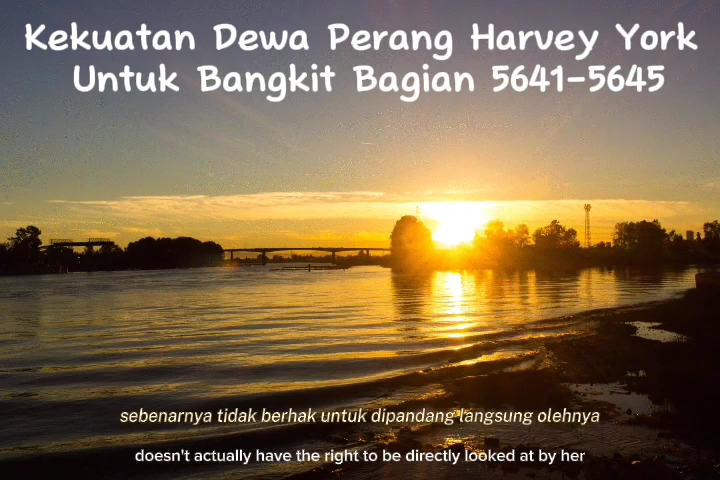 Kekuatan Dewa Perang Harvey York
Untuk Bangkit Bagian 5641-5645
sebenarnya tidak berhak untuk dipandang langsung olehnya
doesn't actually have the right to be directly looked at by her